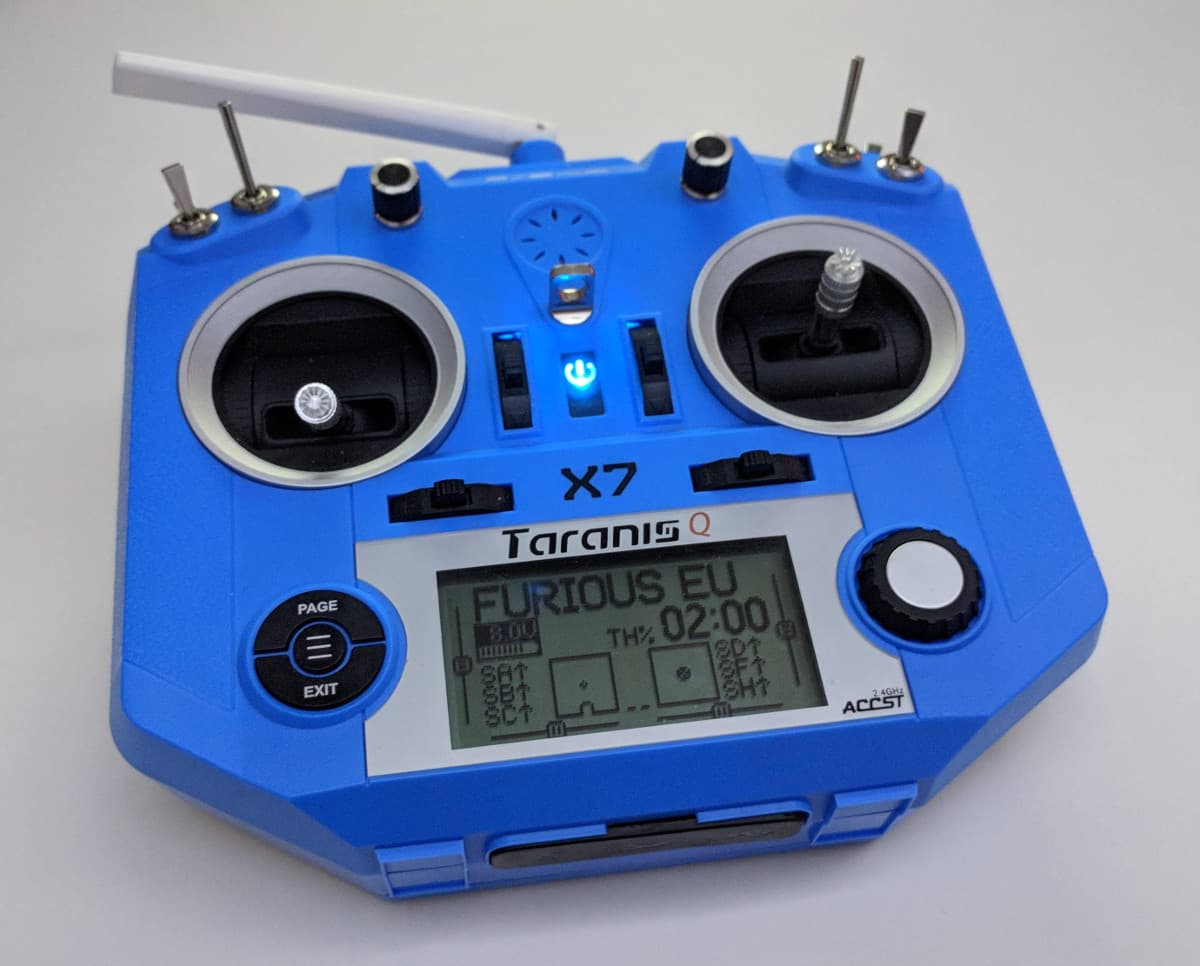 X7
Taranis Q
FURIOUS EU
8.0V
TH% 02:00
SA↑
SB↑
SC↑
SD↑
SF↑
SH↑
PAGE
EXIT
2.4GHz
ACCST